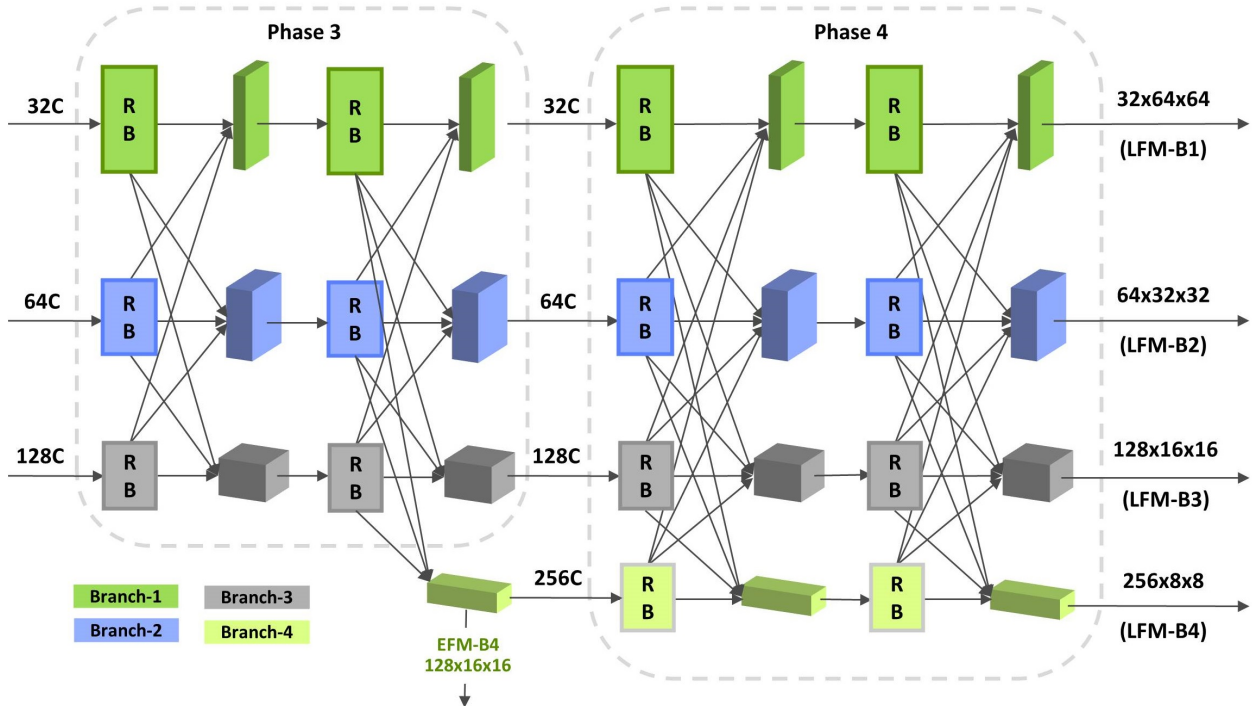 Phase 3
Phase 4
R
B
R
B
R
B
R
B
32C
32C
32x64x64
(LFM-B1)
R
B
R
B
R
B
R
B
64C
64C
64x32x32
(LFM-B2)
R
B
R
B
R
B
R
B
128C
128C
128x16x16
(LFM-B3)
R
B
R
B
256C
256x8x8
(LFM-B4)
Branch-1
Branch-3
Branch-2
Branch-4
EFM-B4
128x16x16